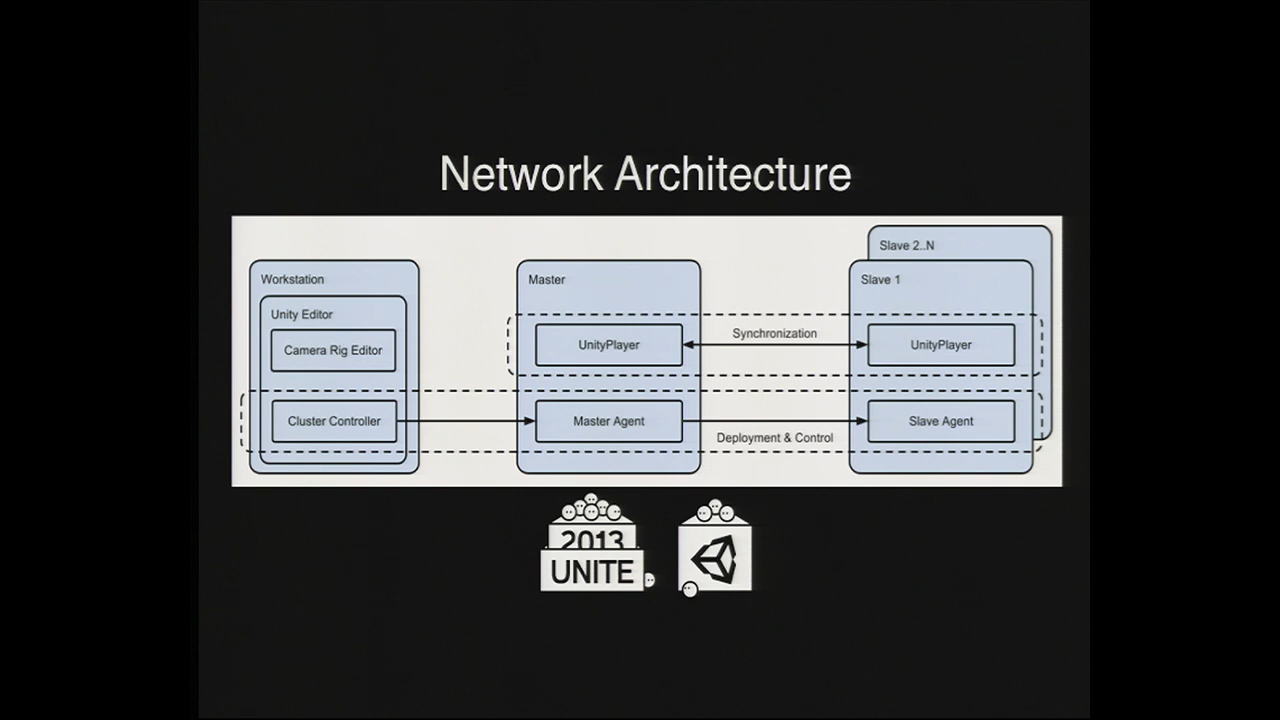 Network Architecture
Slave 2..N
Workstation
Master
Slave 1
Unity Editor
Camera Rig Editor
UnityPlayer
Synchronization
UnityPlayer
Cluster Controller
Master Agent
Deployment & Control
Slave Agent
2013
UNITE